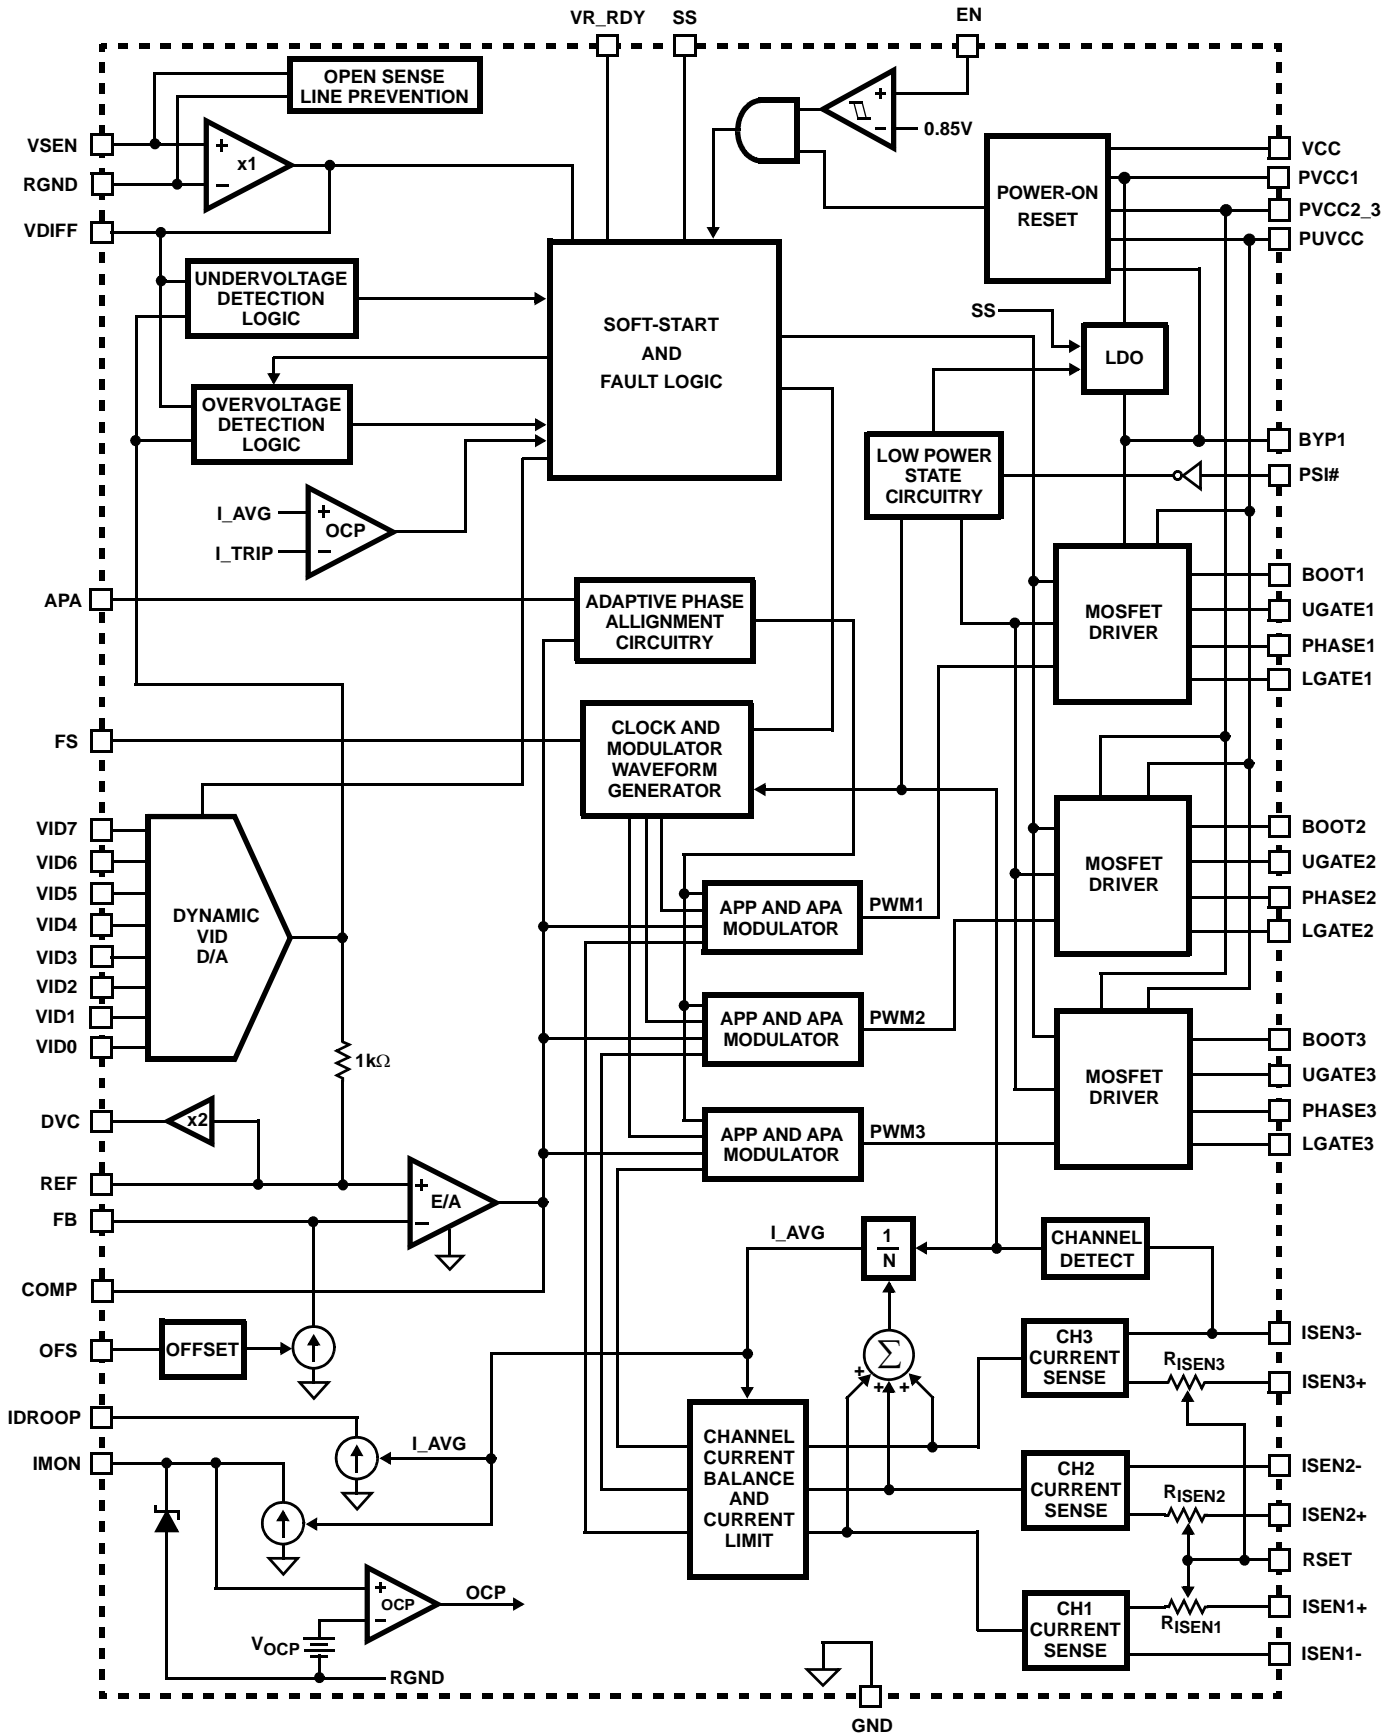 VR_RDY
SS
EN
OPEN SENSE
LINE PREVENTION
VSEN
+
x1
−
RGND
VDIFF
+
−
0.85V
POWER-ON
RESET
VCC
PVCC1
PVCC2_3
PUVCC
UNDERVOLTAGE
DETECTION
LOGIC
SOFT-START
AND
FAULT LOGIC
SS
LDO
OVERVOLTAGE
DETECTION
LOGIC
LOW POWER
STATE
CIRCUITRY
BYP1
PSI#
I_AVG
+
OCP
I_TRIP
−
APA
ADAPTIVE PHASE
ALLIGNMENT
CIRCUITRY
MOSFET
DRIVER
BOOT1
UGATE1
PHASE1
LGATE1
FS
CLOCK AND
MODULATOR
WAVEFORM
GENERATOR
VID7
VID6
VID5
VID4
VID3
VID2
VID1
VID0
DYNAMIC
VID
D/A
APP AND APA
MODULATOR
PWM1
MOSFET
DRIVER
BOOT2
UGATE2
PHASE2
LGATE2
APP AND APA
MODULATOR
PWM2
1kΩ
MOSFET
DRIVER
BOOT3
UGATE3
PHASE3
LGATE3
DVC
x2
APP AND APA
MODULATOR
PWM3
REF
+
E/A
FB
−
COMP
I_AVG
1
N
CHANNEL
DETECT
OFS
OFFSET
Σ
+
+
+
CH3
CURRENT
SENSE
RISEN3
ISEN3-
ISEN3+
IDROOP
I_AVG
IMON
CHANNEL
CURRENT
BALANCE
AND
CURRENT
LIMIT
CH2
CURRENT
SENSE
RISEN2
ISEN2-
ISEN2+
RSET
+
OCP
−
OCP
VOCP
RGND
CH1
CURRENT
SENSE
RISEN1
ISEN1+
ISEN1-
GND